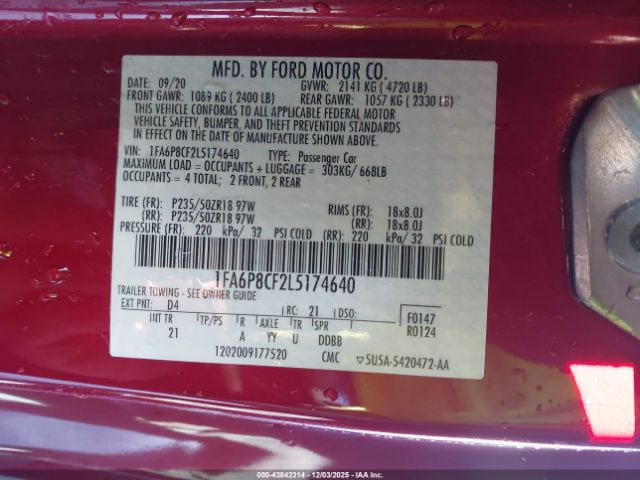 MFD. BY FORD MOTOR CO.
DATE: 09/20 GVWR: 2141 KG ( 4720 LB)
FRONT GAWR: 1089 KG ( 2400 LB) REAR GAWR: 1057 KG ( 2330 LB)
THIS VEHICLE CONFORMS TO ALL APPLICABLE FEDERAL MOTOR
VEHICLE SAFETY, BUMPER, AND THEFT PREVENTION STANDARDS
IN EFFECT ON THE DATE OF MANUFACTURE SHOWN ABOVE.
VIN: 1FA6P8CF2L5174640 TYPE: Passenger Car
MAXIMUM LOAD = OCCUPANTS + LUGGAGE = 303KG/ 668LB
OCCUPANTS = 4 TOTAL; 2 FRONT, 2 REAR
TIRE (FR): P235/50ZR18 97W RIMS (FR): 18x8.0J
(RR): P235/50ZR18 97W (RR): 18x8.0J
PRESSURE (FR): 220 kPa/ 32 PSI COLD (RR): 220 kPa/ 32 PSI COLD
1FA6P8CF2L5174640
TRAILER TOWING - SEE OWNER GUIDE
EXT PNT: D4 RC: 21 DSO: F0147
INT TR TP/PS R AXLE TR SPR R0124
21 A YY U DDBB
1202009177520 CMC ▽5U5A-5420472-AA
000-43842314 - 12/03/2025 - IAAI.COM